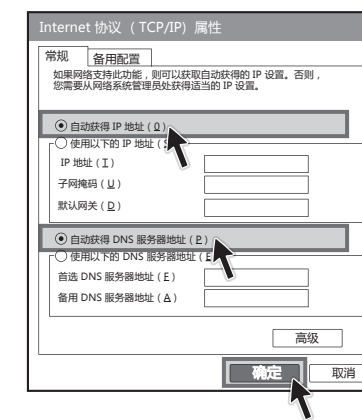 Internet 协议 （ TCP/IP) 属性
常规 备用配置
如果网络支持此功能，则可以获取自动获得的 IP 设置。否则，
您需要从网络系统管理员处获得适当的 IP 设置。
自动获得 IP 地址 ( O )
使用以下的 IP 地址 ( S
IP 地址 ( I )
子网掩码 ( U )
默认网关 ( D )
自动获得 DNS 服务器地址 ( P )
使用以下的 DNS 服务器地址 ( E
首选 DNS 服务器地址 ( E )
备用 DNS 服务器地址 ( A )
高级
确定 取消